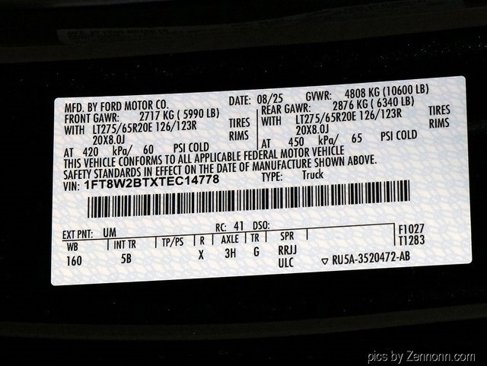 MFD. BY FORD MOTOR CO. DATE: 08/25 GVWR: 4808 KG (10600 LB)
FRONT GAWR: 2717 KG ( 5990 LB) REAR GAWR: 2876 KG ( 6340 LB)
WITH LT275/65R20E 126/123R TIRES WITH LT275/65R20E 126/123R TIRES
20X8.0J RIMS 20X8.0J RIMS
AT 420 kPa/ 60 PSI COLD AT 450 kPa/ 65 PSI COLD
THIS VEHICLE CONFORMS TO ALL APPLICABLE FEDERAL MOTOR VEHICLE
SAFETY STANDARDS IN EFFECT ON THE DATE OF MANUFACTURE SHOWN ABOVE.
VIN: 1FT8W2BTXTEC14778 TYPE: Truck
EXT PNT: UM RC: 41 DSO: F1027
WB INT TR TP/PS R AXLE TR SPR T1283
160 5B X 3H G RRJJ
ULC ▽ RU5A-3520472-AB
pics by Zennonn.com